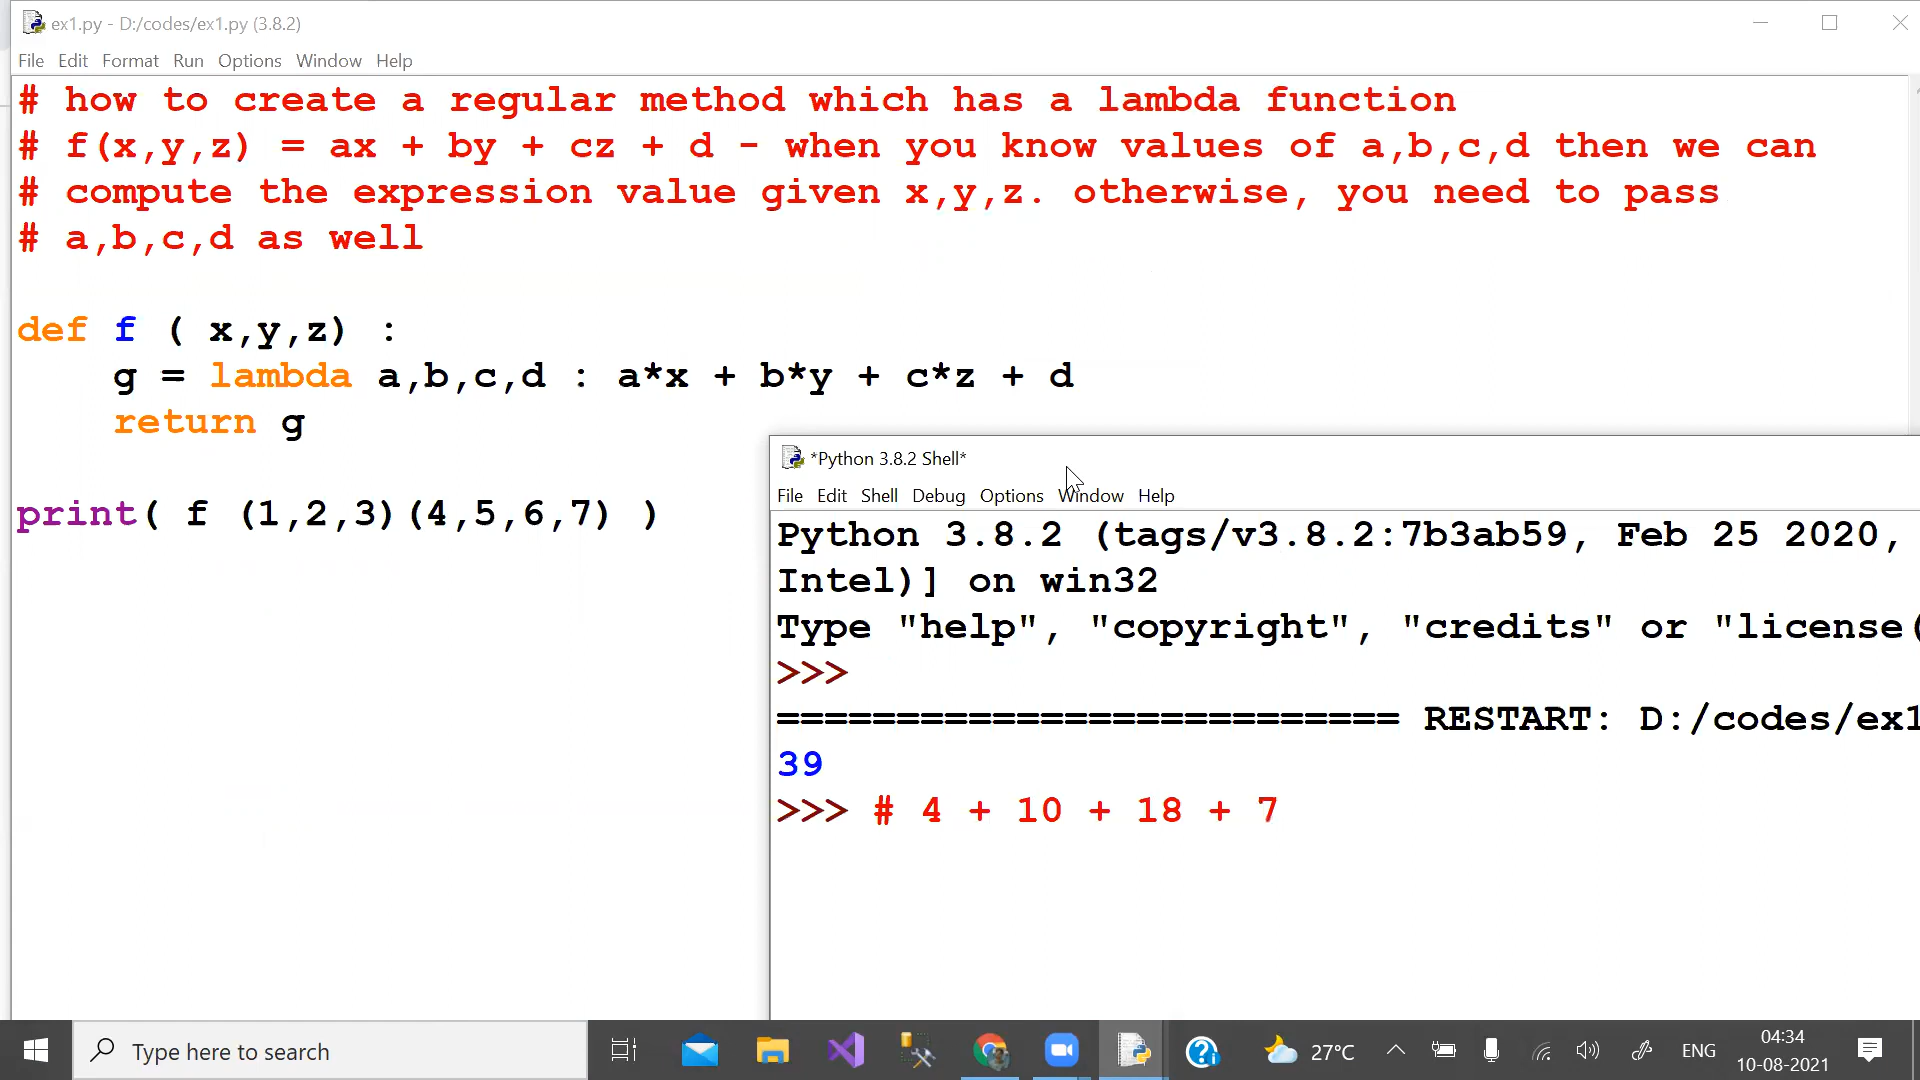 ex1.py - D:/codes/ex1.py (3.8.2)
File Edit Format Run Options Window Help
# how to create a regular method which has a lambda function
# f(x,y,z) = ax + by + cz + d - when you know values of a,b,c,d then we can
# compute the expression value given x,y,z. otherwise, you need to pass
# a,b,c,d as well
def f ( x,y,z) :
g = lambda a,b,c,d : a*x + b*y + c*z + d
return g
print( f (1,2,3)(4,5,6,7) )
*Python 3.8.2 Shell*
File Edit Shell Debug Options Window Help
Python 3.8.2 (tags/v3.8.2:7b3ab59, Feb 25 2020,
Intel)] on win32
Type "help", "copyright", "credits" or "license(
>>>
========================== RESTART: D:/codes/ex1
39
>>> # 4 + 10 + 18 + 7
Type here to search
27°C
ENG
04:34
10-08-2021